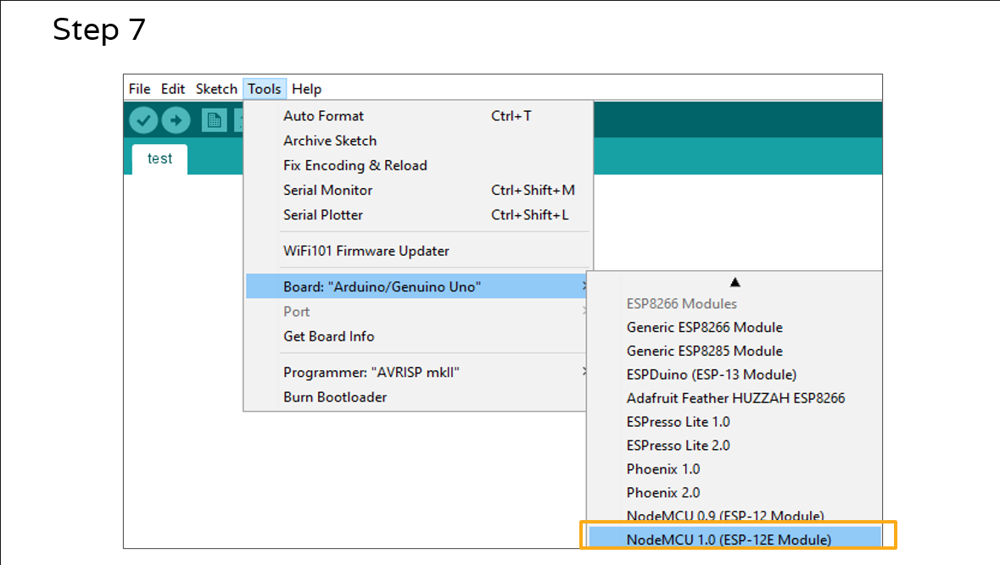 Step 7
File Edit Sketch Tools Help
test
Auto Format Ctrl+T
Archive Sketch
Fix Encoding & Reload
Serial Monitor Ctrl+Shift+M
Serial Plotter Ctrl+Shift+L
WiFi101 Firmware Updater
Board: "Arduino/Genuino Uno"
Port
Get Board Info
Programmer: "AVRISP mkII"
Burn Bootloader
ESP8266 Modules
Generic ESP8266 Module
Generic ESP8285 Module
ESPDuino (ESP-13 Module)
Adafruit Feather HUZZAH ESP8266
ESPresso Lite 1.0
ESPresso Lite 2.0
Phoenix 1.0
Phoenix 2.0
NodeMCU 0.9 (ESP-12 Module)
NodeMCU 1.0 (ESP-12E Module)